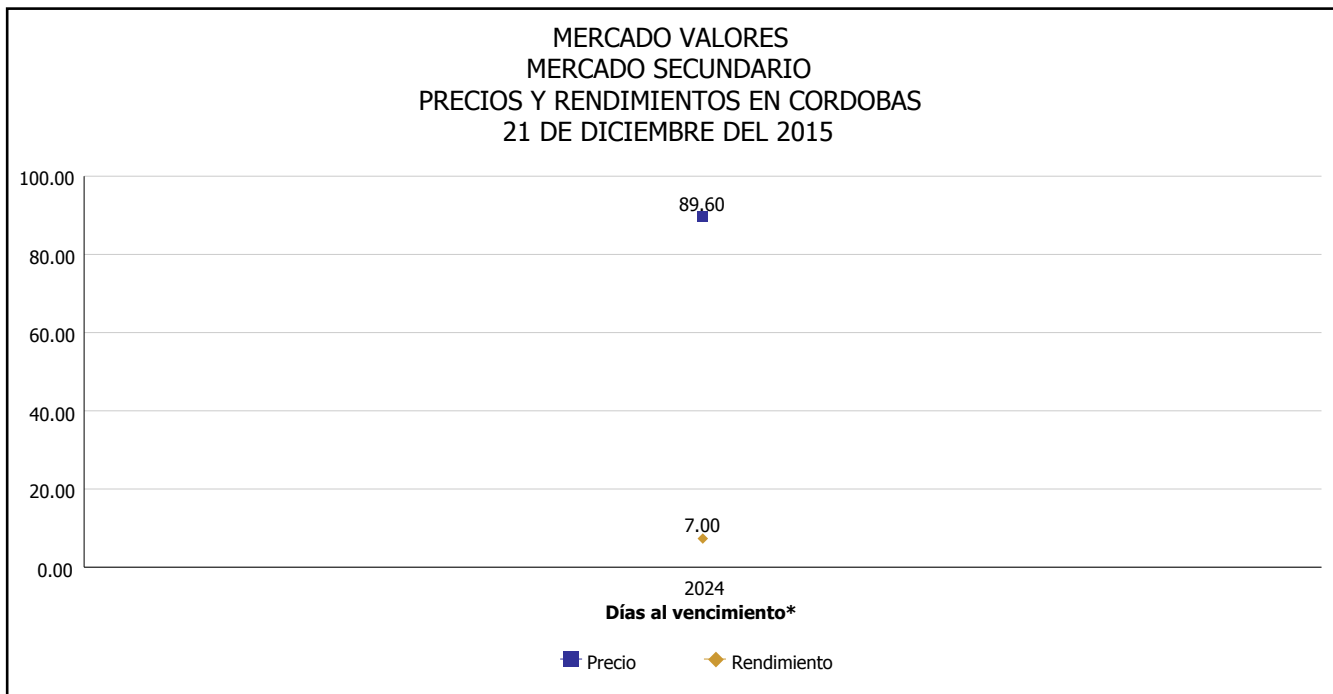 MERCADO VALORES
MERCADO SECUNDARIO
PRECIOS Y RENDIMIENTOS EN CORDOBAS
21 DE DICIEMBRE DEL 2015
100.00
89.60
80.00
60.00
40.00
20.00
7.00
0.00
2024
Días al vencimiento*
Precio Rendimiento